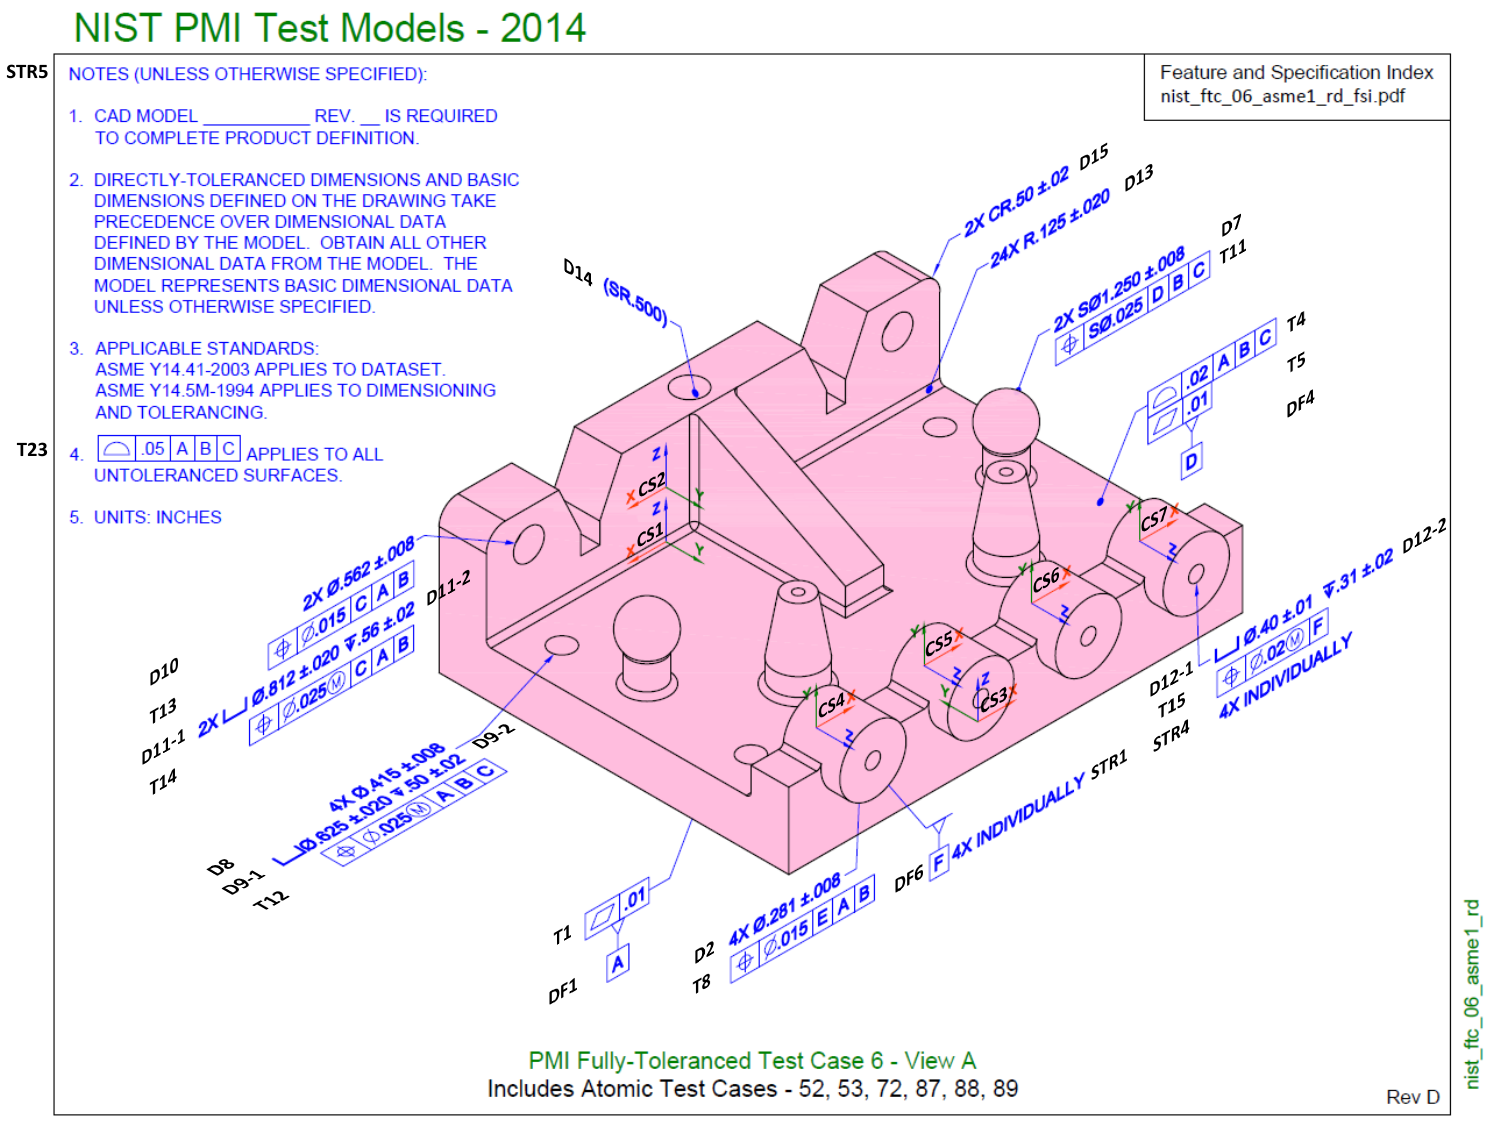 NIST PMI Test Models - 2014
STR5
NOTES (UNLESS OTHERWISE SPECIFIED):
1. CAD MODEL ___________ REV. __ IS REQUIRED
TO COMPLETE PRODUCT DEFINITION.
2. DIRECTLY-TOLERANCED DIMENSIONS AND BASIC
DIMENSIONS DEFINED ON THE DRAWING TAKE
PRECEDENCE OVER DIMENSIONAL DATA
DEFINED BY THE MODEL. OBTAIN ALL OTHER
DIMENSIONAL DATA FROM THE MODEL. THE
MODEL REPRESENTS BASIC DIMENSIONAL DATA
UNLESS OTHERWISE SPECIFIED.
3. APPLICABLE STANDARDS:
ASME Y14.41-2003 APPLIES TO DATASET.
ASME Y14.5M-1994 APPLIES TO DIMENSIONING
AND TOLERANCING.
T23
4. ⌓ .05 A B C APPLIES TO ALL
UNTOLERANCED SURFACES.
5. UNITS: INCHES
Feature and Specification Index
nist_ftc_06_asme1_rd_fsi.pdf
2X CR.50 ±.02 D15
24X R.125 ±.020 D13
D14 (SR.500)
D7
2X SØ1.250 ±.008
T11
⌖ SØ.025 D B C
T4
⌓ .02 A B C
T5
⏥ .01
DF4
D
Z
X CS2 Y
Z
X CS1 Y
Y CS7 X
Z
Y CS6 X
Z
Y CS5 X
Z
Z
Y CS3 X
Y CS4 X
Z
2X Ø.562 ±.008
⌖ Ø.015 C A B
D11-2
2X ⌴ Ø.812 ±.020 ↧.56 ±.02
⌖ Ø.025 Ⓜ C A B
D10
T13
D11-1
T14
D9-2
4X Ø.415 ±.008
⌴ Ø.625 ±.020 ↧.50 ±.02
⌖ Ø.025 Ⓜ A B C
D8
D9-1
T12
D12-2
⌴ Ø.40 ±.01 ↧.31 ±.02
⌖ Ø.02 Ⓜ F
4X INDIVIDUALLY
D12-1
T15
STR4
STR1
DF6 F 4X INDIVIDUALLY
T1 ⏥ .01
DF1 A
D2 4X Ø.281 ±.008
T8 ⌖ Ø.015 E A B
PMI Fully-Toleranced Test Case 6 - View A
Includes Atomic Test Cases - 52, 53, 72, 87, 88, 89
Rev D
nist_ftc_06_asme1_rd